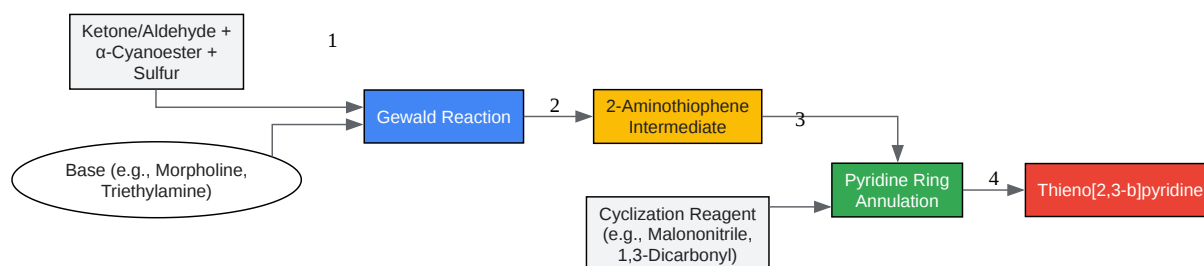 Ketone/Aldehyde +
α-Cyanoester +
Sulfur
1
Base (e.g., Morpholine,
Triethylamine)
Gewald Reaction
2
2-Aminothiophene
Intermediate
3
Cyclization Reagent
(e.g., Malononitrile,
1,3-Dicarbonyl)
Pyridine Ring
Annulation
4
Thieno[2,3-b]pyridine